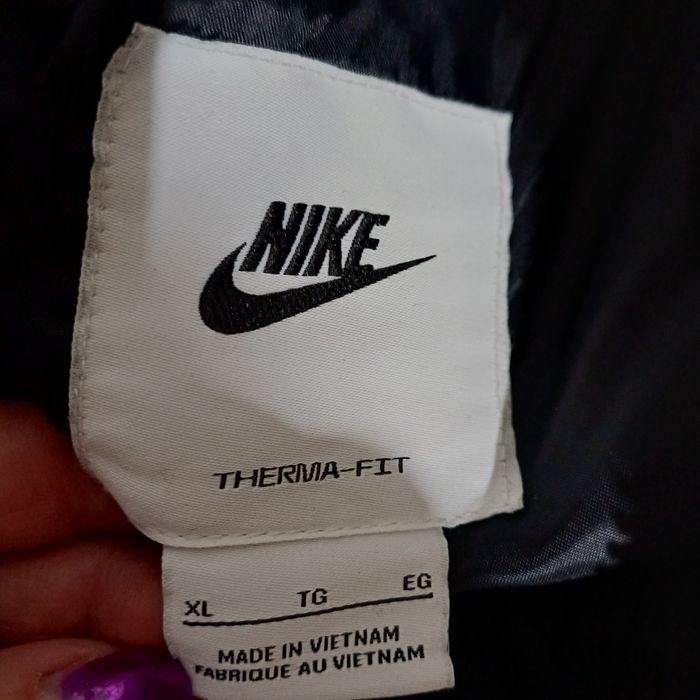 NIKE
THERMA-FIT
XL TG EG
MADE IN VIETNAM
FABRIQUE AU VIETNAM